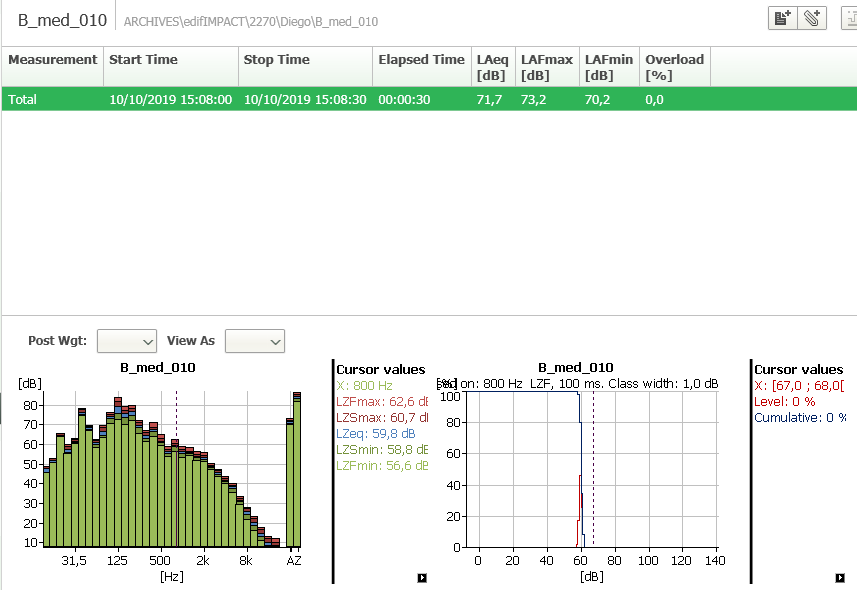 B_med_010 ARCHIVES\edifIMPACT\2270\Diego\B_med_010
Measurement Start Time Stop Time Elapsed Time LAeq LAFmax LAFmin Overload
[dB] [dB] [dB] [%]
Total 10/10/2019 15:08:00 10/10/2019 15:08:30 00:00:30 71,7 73,2 70,2 0,0
Post Wgt: View As
B_med_010
[dB]
80
70
60
50
40
30
20
10
31,5 125 500 2k 8k AZ
[Hz]
Cursor values
X: 800 Hz
LZFmax: 62,6 dB
LZSmax: 60,7 dB
LZeq: 59,8 dB
LZSmin: 58,8 dB
LZFmin: 56,6 dB
B_med_010
[%] on: 800 Hz LZF, 100 ms. Class width: 1,0 dB
100
80
60
40
20
0
0 20 40 60 80 100 120 140
[dB]
Cursor values
X: [67,0 ; 68,0[
Level: 0 %
Cumulative: 0 %